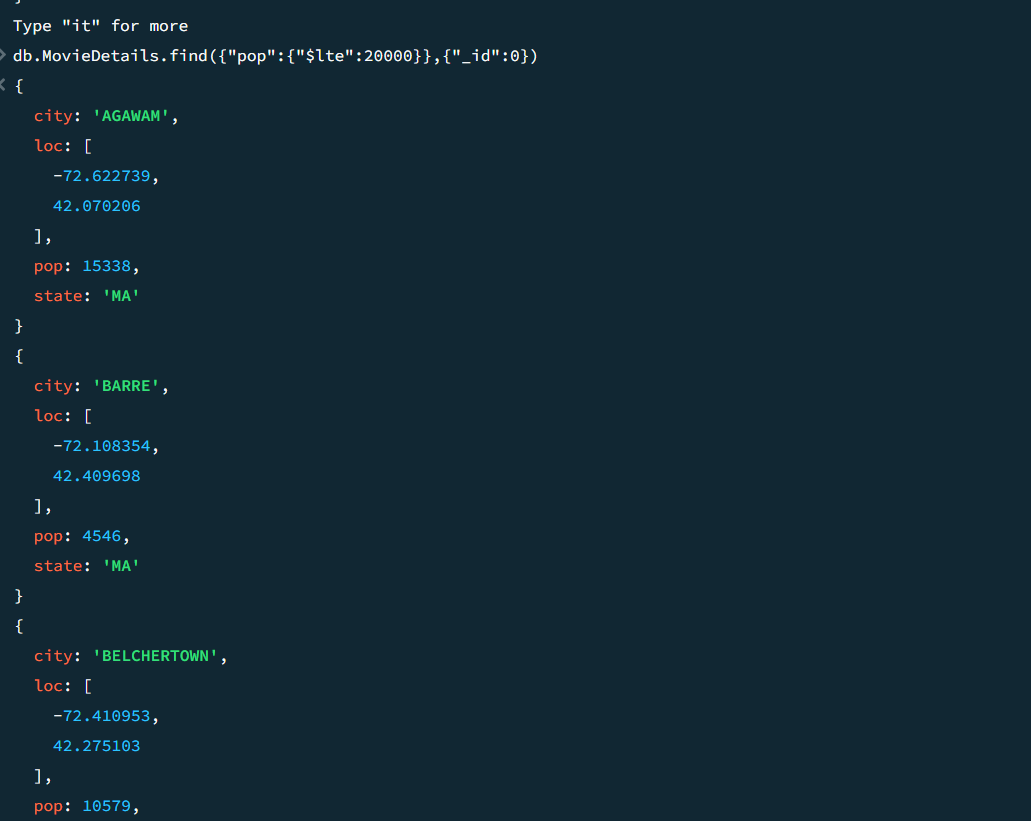 Type "it" for more
db.MovieDetails.find({"pop":{"$lte":20000}},{"_id":0})
{
city: 'AGAWAM',
loc: [
-72.622739,
42.070206
],
pop: 15338,
state: 'MA'
}
{
city: 'BARRE',
loc: [
-72.108354,
42.409698
],
pop: 4546,
state: 'MA'
}
{
city: 'BELCHERTOWN',
loc: [
-72.410953,
42.275103
],
pop: 10579,